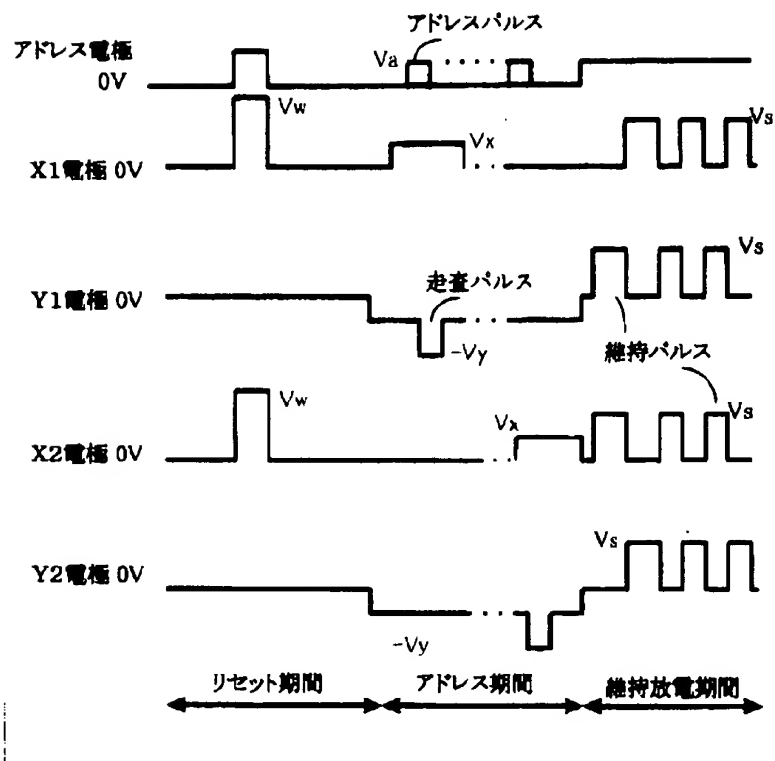 アドレスパルス
アドレス電極
0V
Va
Vw
Vs
X1電極 0V
Vx
Vs
Y1電極 0V
走査パルス
-Vy
維持パルス
Vw
Vx
Vs
X2電極 0V
Vs
Y2電極 0V
-Vy
リセット期間
アドレス期間
維持放電期間